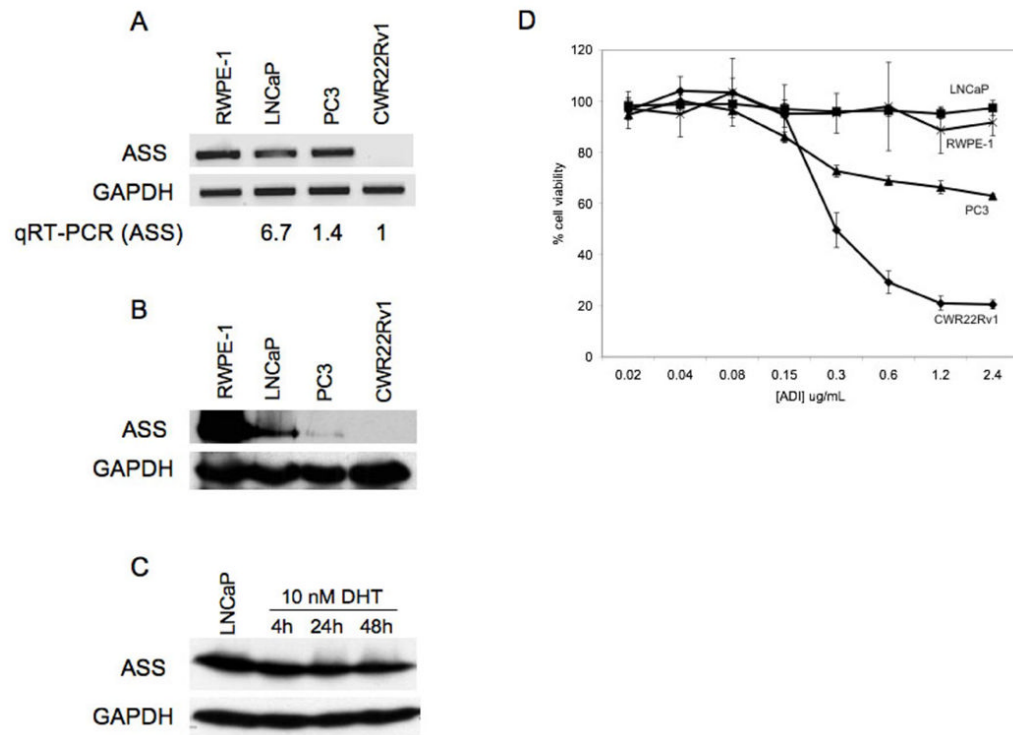 A
RWPE-1 LNCaP PC3 CWR22Rv1
ASS
GAPDH
qRT-PCR (ASS) 6.7 1.4 1
B
RWPE-1 LNCaP PC3 CWR22Rv1
ASS
GAPDH
C
LNCaP
10 nM DHT
4h 24h 48h
ASS
GAPDH
D
120
100
80
60
40
20
0
% cell viability
LNCaP
RWPE-1
PC3
CWR22Rv1
0.02 0.04 0.08 0.15 0.3 0.6 1.2 2.4
[ADI] ug/mL